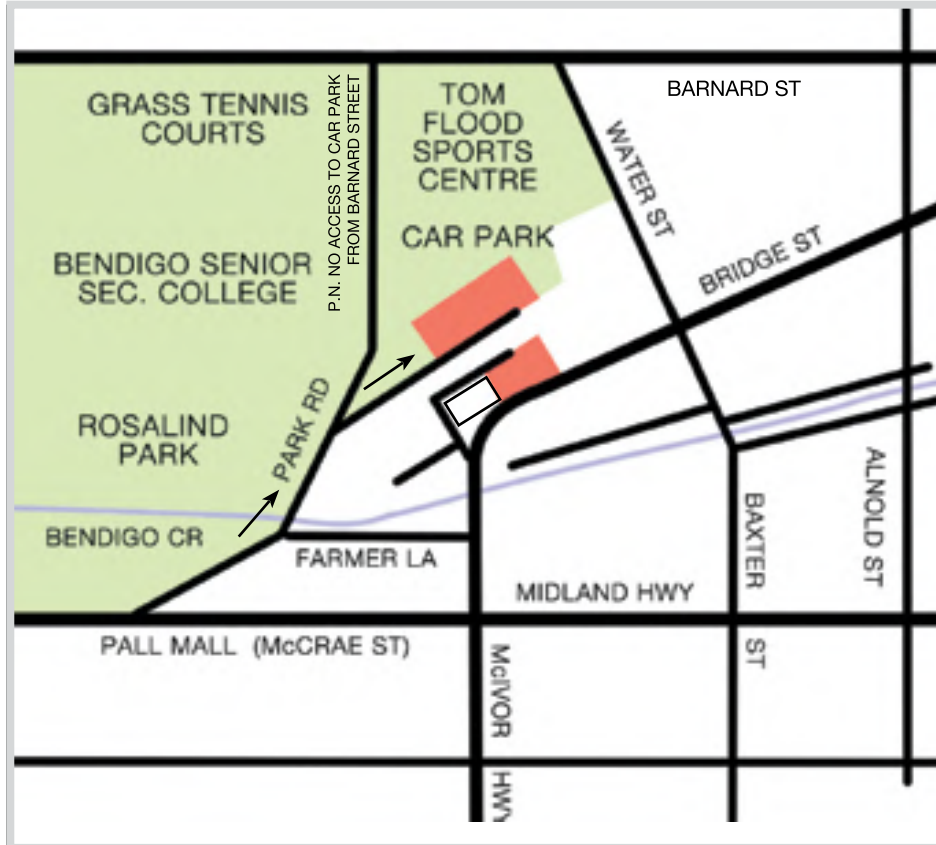 BARNARD ST
GRASS TENNIS
COURTS
P.N. NO ACCESS TO CAR PARK
FROM BARNARD STREET
TOM
FLOOD
SPORTS
CENTRE
CAR PARK
WATER ST
BRIDGE ST
BENDIGO SENIOR
SEC. COLLEGE
ROSALIND
PARK
PARK RD
BENDIGO CR
FARMER LA
MIDLAND HWY
BAXTER
ST
ALNOLD ST
PALL MALL (McCRAE ST)
McIVOR
HWY